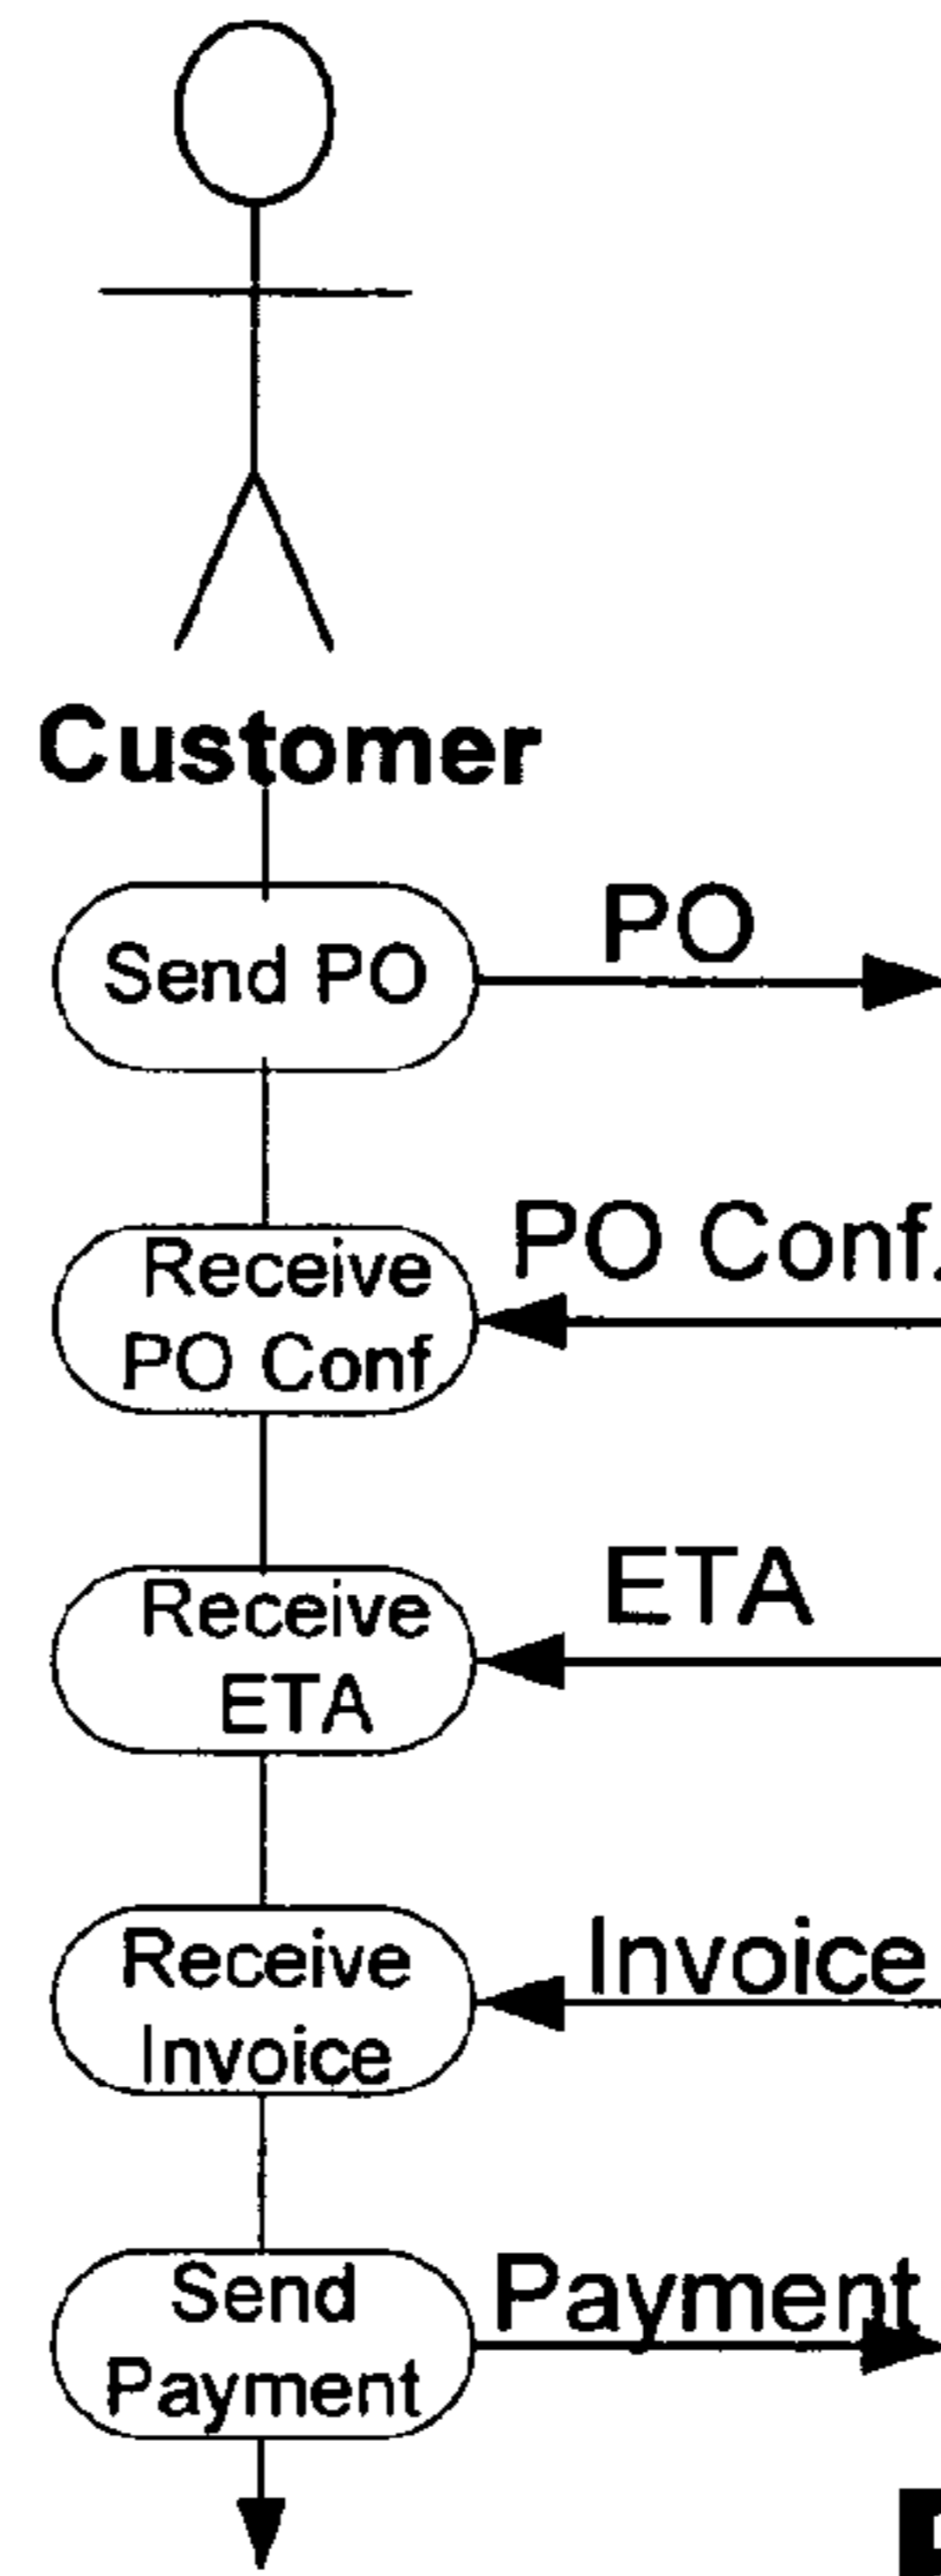 Customer
Send PO
PO
Receive
PO Conf
PO Conf.
Receive
ETA
ETA
Receive
Invoice
Invoice
Send
Payment
Payment